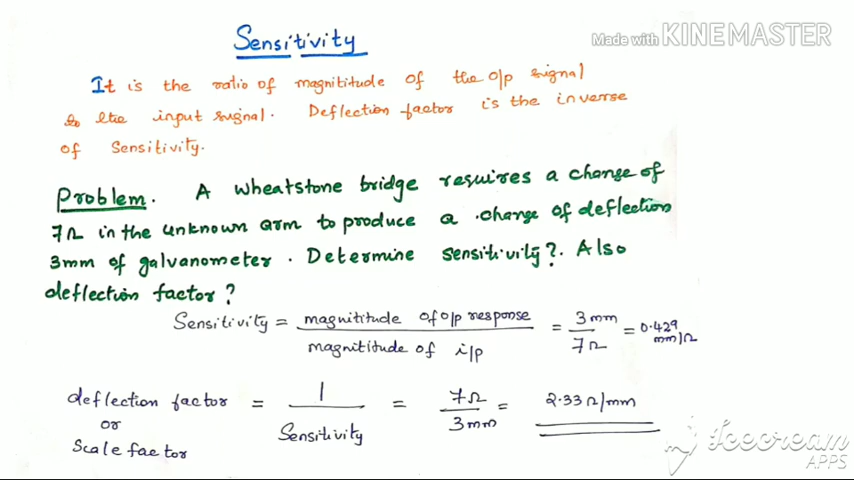 Sensitivity
Made with KINEMASTER
It is the ratio of magnititude of the o/p signal
to the input signal. Deflection factor is the inverse
of Sensitivity.
Problem. A wheatstone bridge requires a change of
7Ω in the unknown arm to produce a change of deflection
3mm of galvanometer. Determine sensitivity?. Also
deflection factor?
Sensitivity = magnititude of o/p response / magnititude of i/p = 3mm / 7Ω = 0.429 mm/Ω
deflection factor or Scale factor = 1 / Sensitivity = 7Ω / 3mm = 2.33Ω/mm
Icecream
APPS